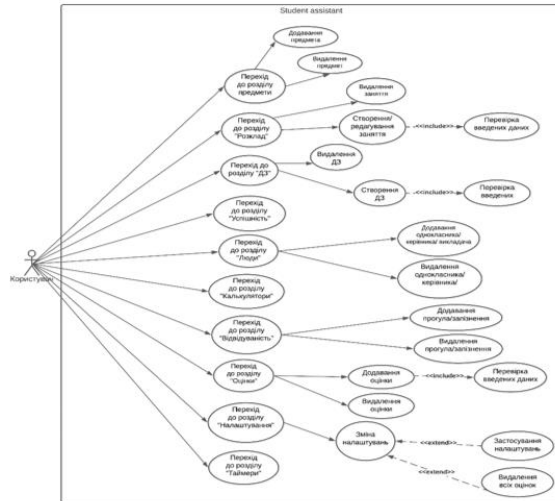 Student assistant
Додавання
предмета
Видалення
предмет
Перехід
до розділу
предмети
Видалення
заняття
Перехід
до розділу
"Розклад"
Створення/
редагування
заняття
<<include>>
Перевірка
введених даних
Перехід до
розділу "ДЗ"
Видалення
ДЗ
Створення
ДЗ
<<include>>
Перевірка
введених
Перехід
до розділу
"Успішність"
Перехід
до розділу
"Люди"
Додавання
однокласника/
керівника/ викладача
Видалення
однокласника/
керівника/
Користувач
Перехід
до розділу
"Калькулятори"
Перехід
до розділу
"Відвідуваність"
Додавання
прогула/запізнення
Видалення
прогула/запізнення
Перехід
до розділу
"Оцінки"
Додавання
оцінки
<<include>>
Перевірка
введених даних
Видалення
оцінки
Перехід
до розділу
"Налаштування"
Зміна
налаштувань
<<extend>>
Застосування
налаштувань
Перехід
до розділу
"Таймери"
<<extend>>
Видалення
всіх оцінок